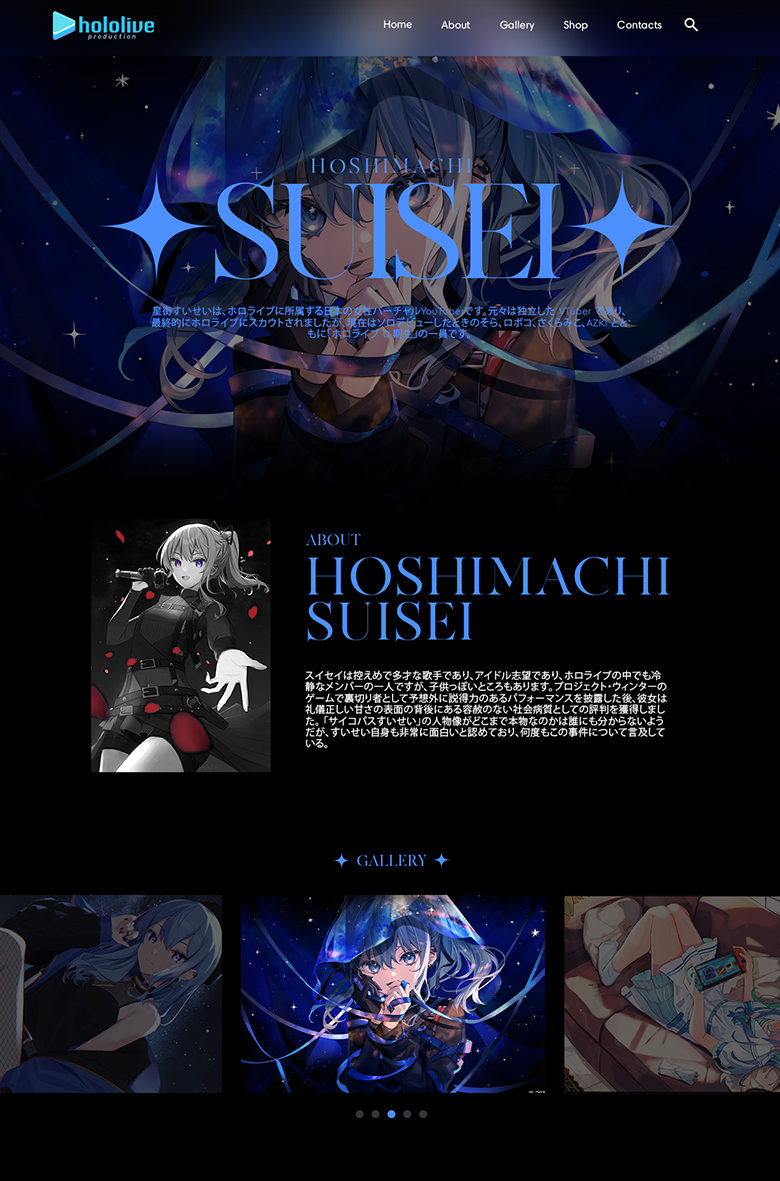 hololive
production
Home About Gallery Shop Contacts
HOSHIMACHI
SUISEI
星街すいせいは、ホロライブに所属する日本の女性バーチャルYouTuberです。元々は独立した VTuber であり、
最終的にホロライブにスカウトされましたが、現在はソロデビューしたときのそら、ロボコ、さくらみこ、AZKi とと
もに「ホロライブ 0 期生」の一員です。
ABOUT
HOSHIMACHI
SUISEI
スイセイは控えめで多才な歌手であり、アイドル志望であり、ホロライブの中でも冷
静なメンバーの一人ですが、子供っぽいところもあります。プロジェクト・ウィンターの
ゲームで裏切り者として予想外に説得力のあるパフォーマンスを披露した後、彼女は
礼儀正しい甘さの表面の背後にある容赦のない社会病質としての評判を獲得しまし
た。「サイコパスすいせい」の人物像がどこまで本物なのかは誰にも分からないよう
だが、すいせい自身も非常に面白いと認めており、何度もこの事件について言及して
いる。
GALLERY